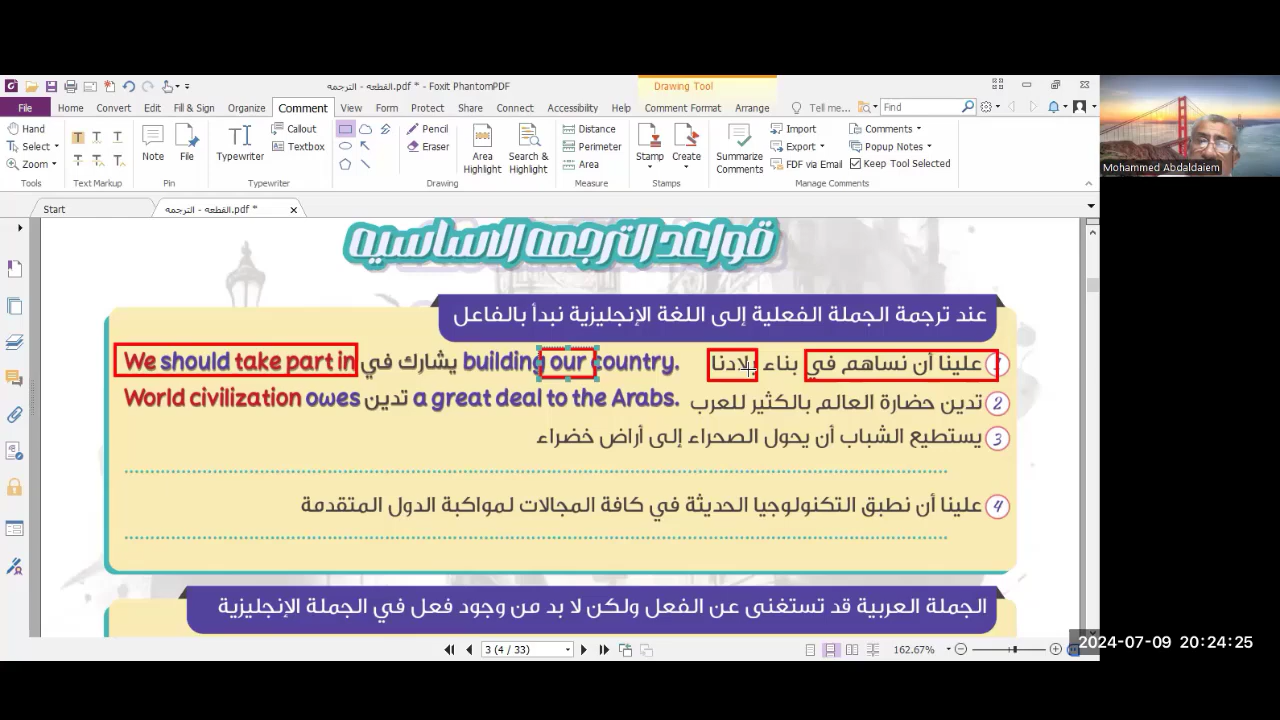 القطعه - الترجمه.pdf * - Foxit PhantomPDF
Drawing Tool
File Home Convert Edit Fill & Sign Organize Comment View Form Protect Share Connect Accessibility Help Comment Format Arrange Tell me... Find
Hand
Select
Zoom
Tools
Text Markup
Note
File
Pin
Typewriter
Callout
Textbox
Typewriter
Pencil
Eraser
Area Highlight
Search & Highlight
Drawing
Distance
Perimeter
Area
Measure
Stamp
Create
Stamps
Summarize Comments
Import
Export
FDF via Email
Comments
Popup Notes
Keep Tool Selected
Manage Comments
Mohammed Abdaldaiem
Start
القطعه - الترجمه.pdf *
قواعد الترجمه الاساسيه
عند ترجمة الجملة الفعلية إلى اللغة الإنجليزية نبدأ بالفاعل
1 علينا أن نساهم في بناء بلادنا We should take part in يشارك في building our country.
2 تدين حضارة العالم بالكثير للعرب World civilization owes تدين a great deal to the Arabs.
3 يستطيع الشباب أن يحول الصحراء إلى أراض خضراء
4 علينا أن نطبق التكنولوجيا الحديثة في كافة المجالات لمواكبة الدول المتقدمة
الجملة العربية قد تستغنى عن الفعل ولكن لا بد من وجود فعل في الجملة الإنجليزية
3 (4 / 33)
162.67%
2024-07-09 20:24:25